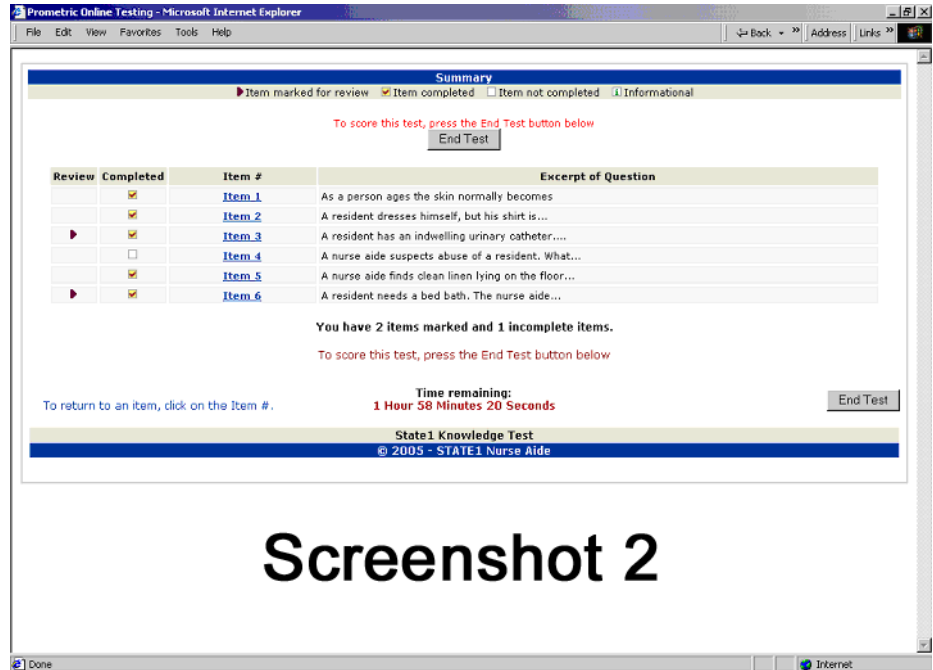 Prometric Online Testing - Microsoft Internet Explorer
File Edit View Favorites Tools Help
Back » Address Links »
Summary
Item marked for review Item completed Item not completed Informational
To score this test, press the End Test button below
End Test
Review Completed Item # Excerpt of Question
Item 1 As a person ages the skin normally becomes
Item 2 A resident dresses himself, but his shirt is...
Item 3 A resident has an indwelling urinary catheter....
Item 4 A nurse aide suspects abuse of a resident. What...
Item 5 A nurse aide finds clean linen lying on the floor...
Item 6 A resident needs a bed bath. The nurse aide...
You have 2 items marked and 1 incomplete items.
To score this test, press the End Test button below
Time remaining:
To return to an item, click on the Item #. 1 Hour 58 Minutes 20 Seconds End Test
State1 Knowledge Test
© 2005 - STATE1 Nurse Aide
Screenshot 2
Done Internet